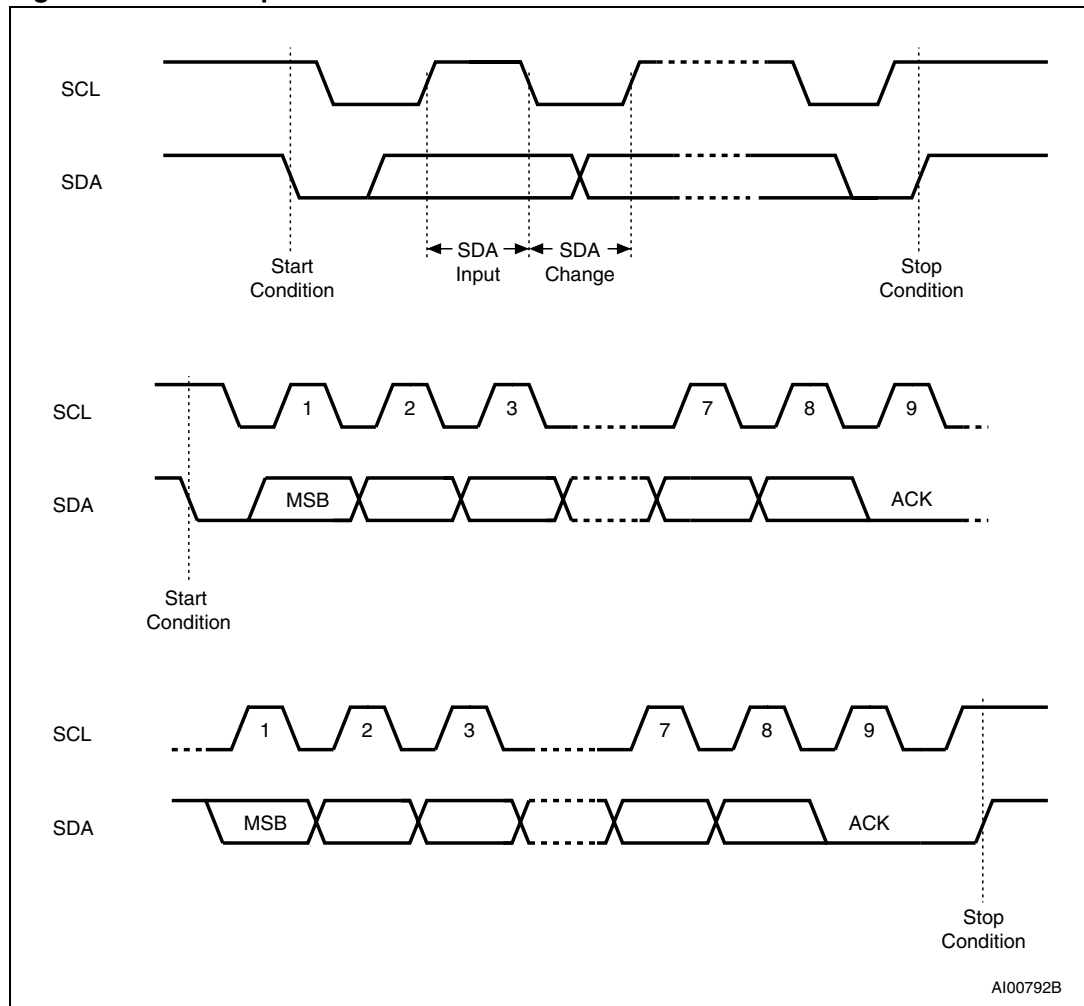 SCL
SDA
SDA Input
SDA Change
Start Condition
Stop Condition
SCL
1 2 3 7 8 9
SDA
MSB
ACK
Start Condition
SCL
1 2 3 7 8 9
SDA
MSB
ACK
Stop Condition
AI00792B